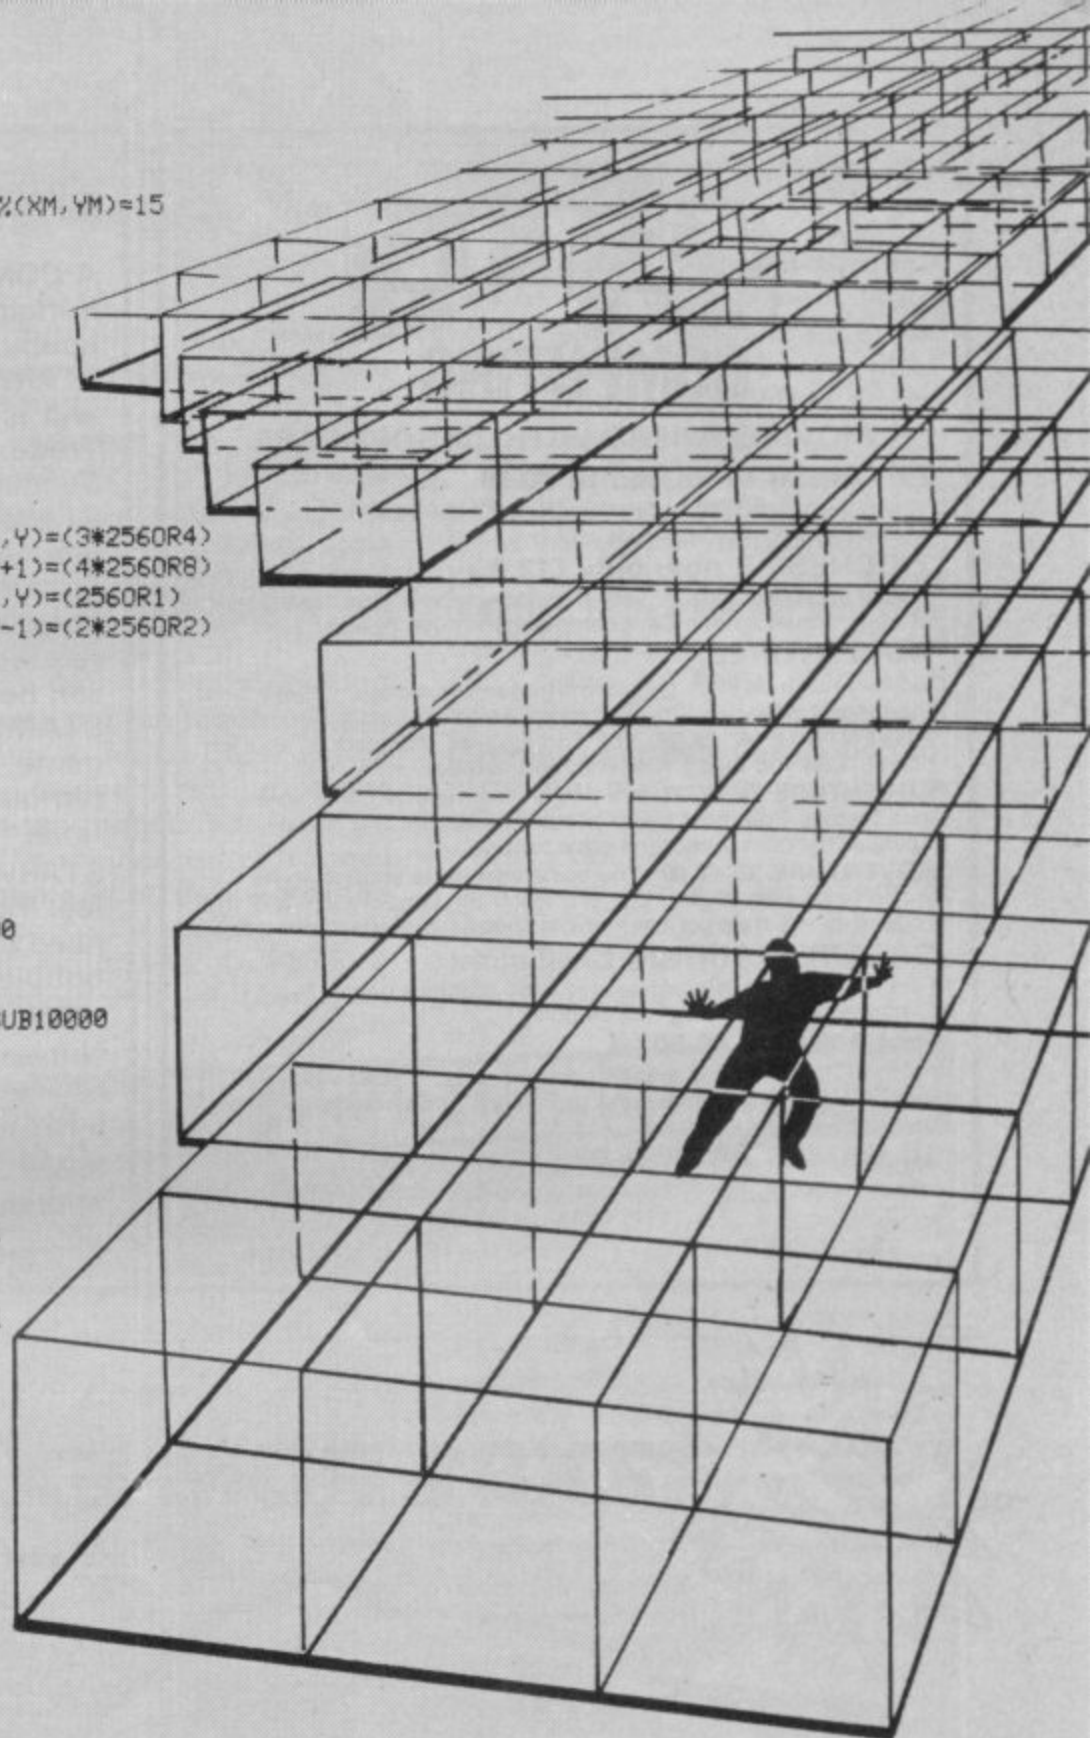 %(XM,YM)=15
,Y)=(3*256OR4)
+1)=(4*256OR8)
,Y)=(256OR1)
-1)=(2*256OR2)
0
UB10000